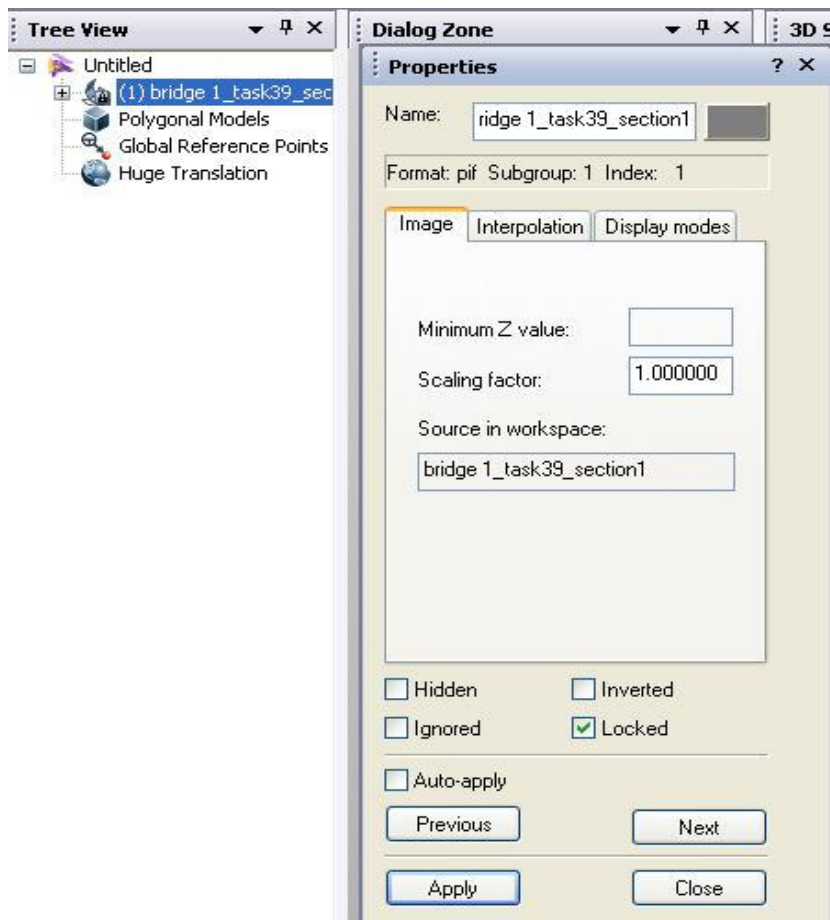 Tree View
Untitled
(1) bridge 1_task39_sec
Polygonal Models
Global Reference Points
Huge Translation
Dialog Zone
3D S
Properties
? 
Name: ridge 1_task39_section1
Format: pif Subgroup: 1 Index: 1
Image Interpolation Display modes
Minimum Z value:
Scaling factor: 1.000000
Source in workspace:
bridge 1_task39_section1
Hidden Inverted
Ignored Locked
Auto-apply
Previous Next
Apply Close